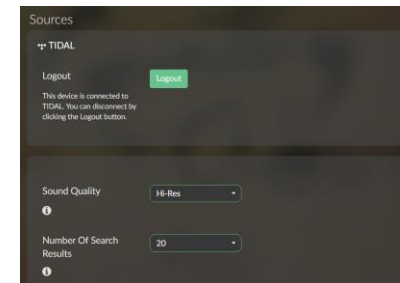 Sources
TIDAL
Logout
Logout
This device is connected to
TIDAL. You can disconnect by
clicking the Logout button.
Sound Quality
Hi-Res
Number Of Search
Results
20